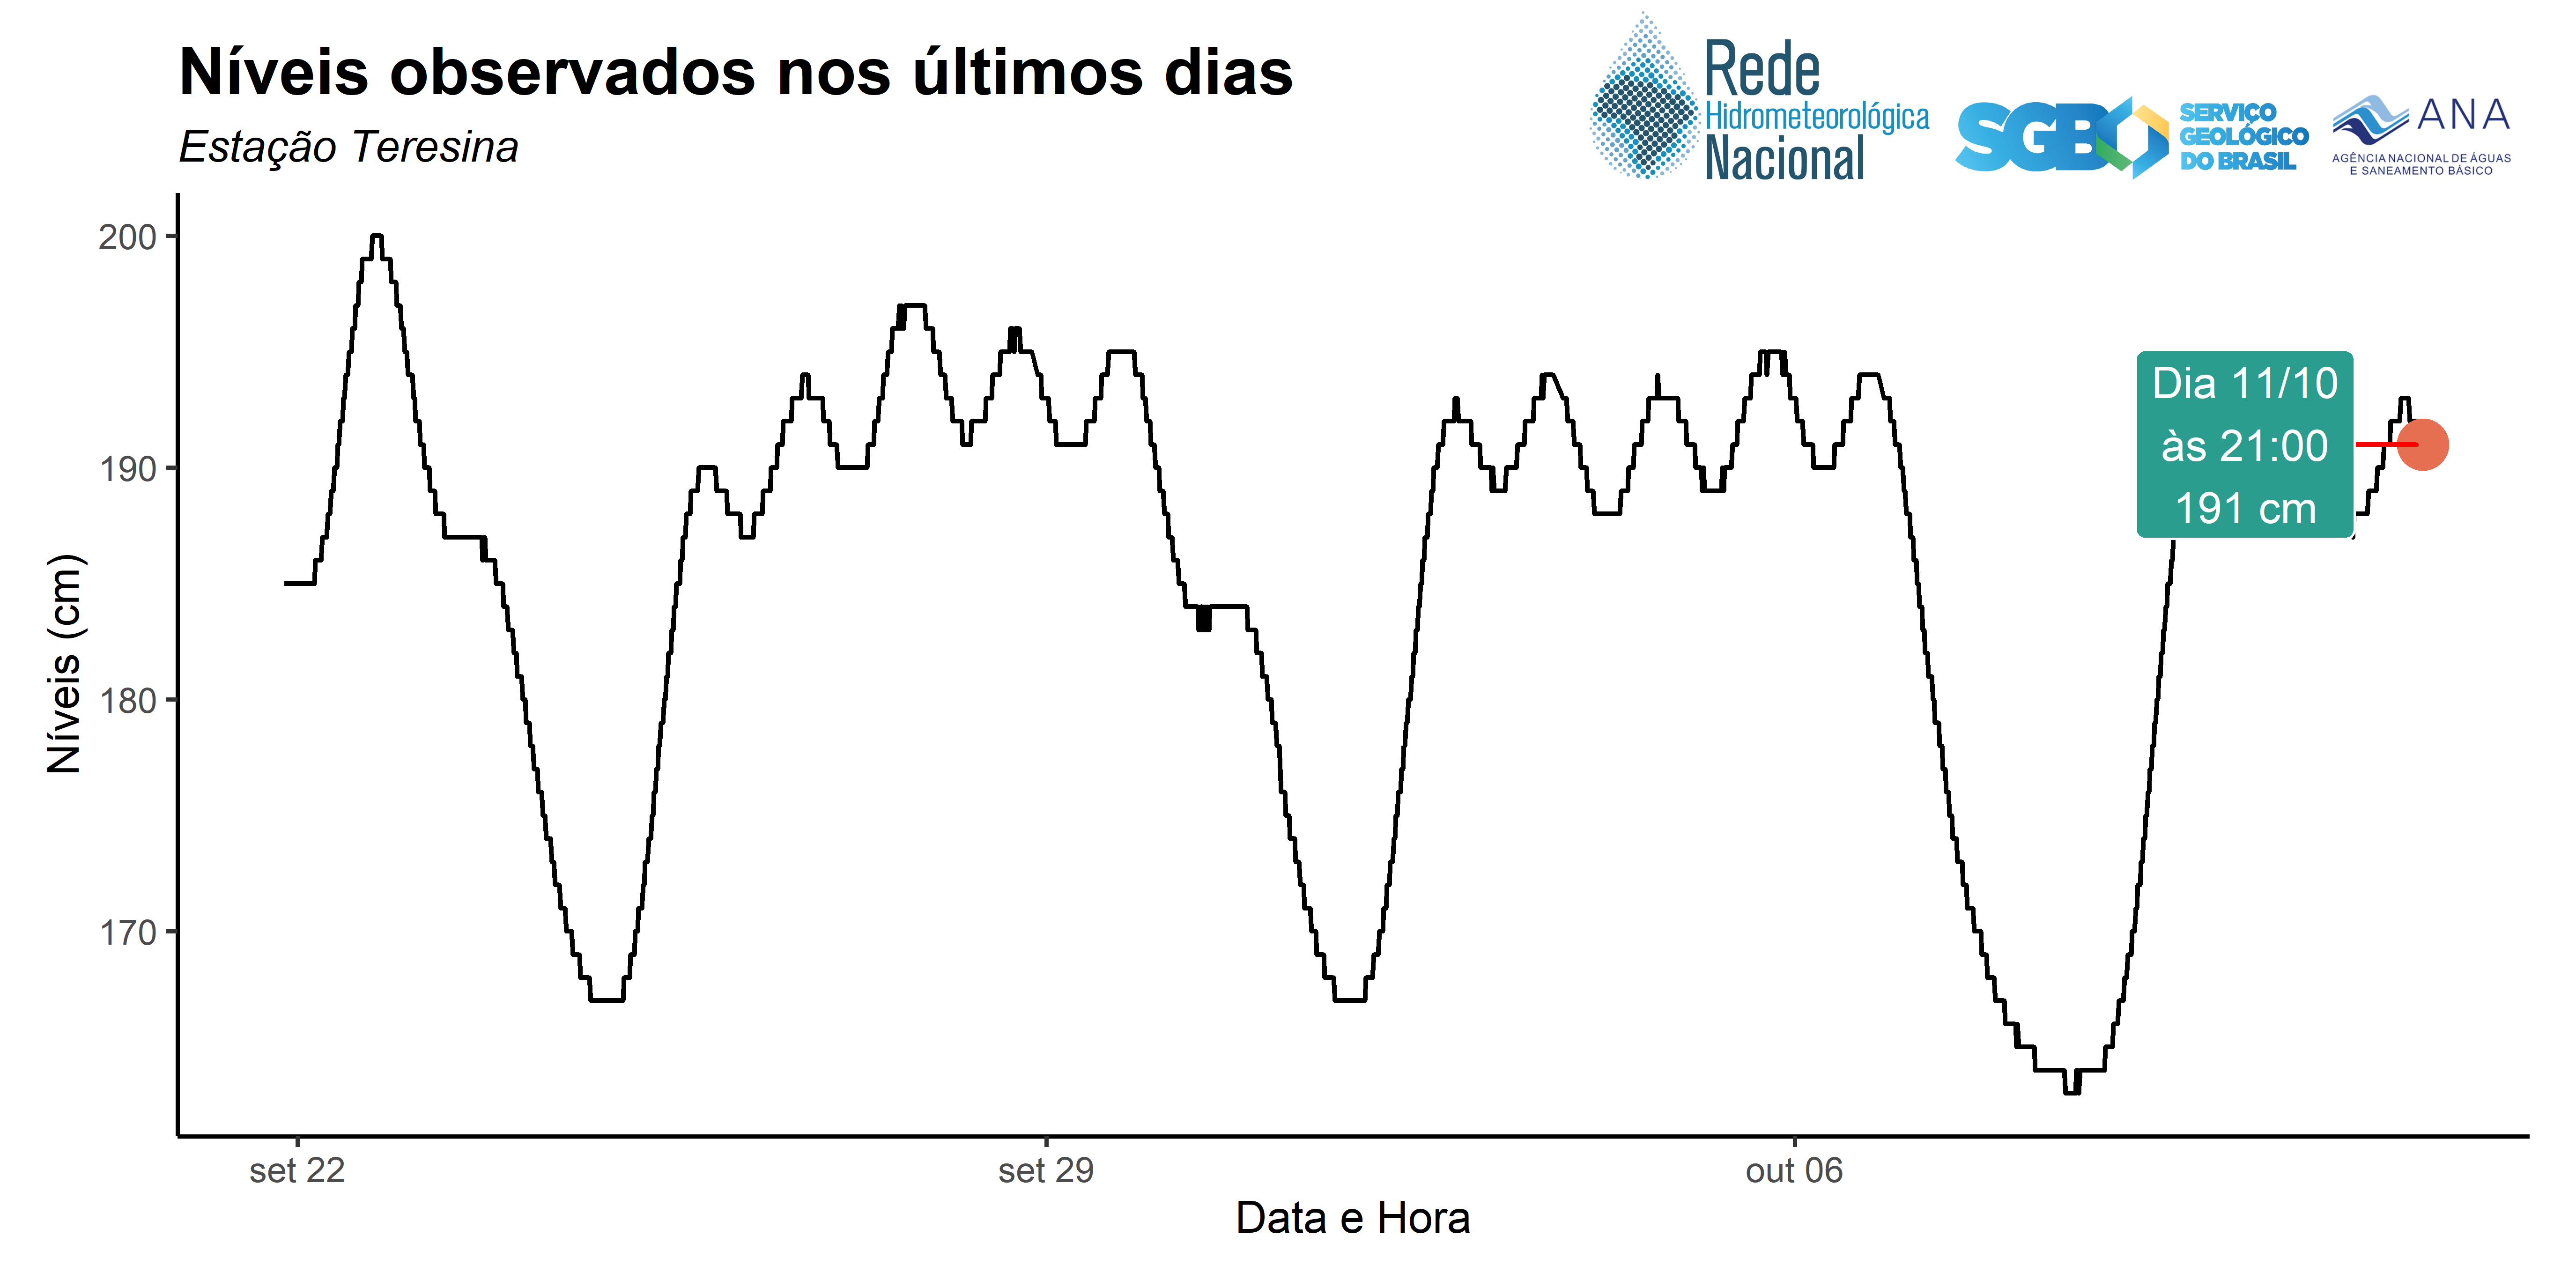 Níveis observados nos últimos dias
Estação Teresina
Rede
Hidrometeorológica
Nacional
SGB
SERVIÇO
GEOLÓGICO
DO BRASIL
ANA
AGÊNCIA NACIONAL DE ÁGUAS
E SANEAMENTO BÁSICO
200
190
180
170
Níveis (cm)
Dia 11/10
às 21:00
191 cm
set 22
set 29
out 06
Data e Hora